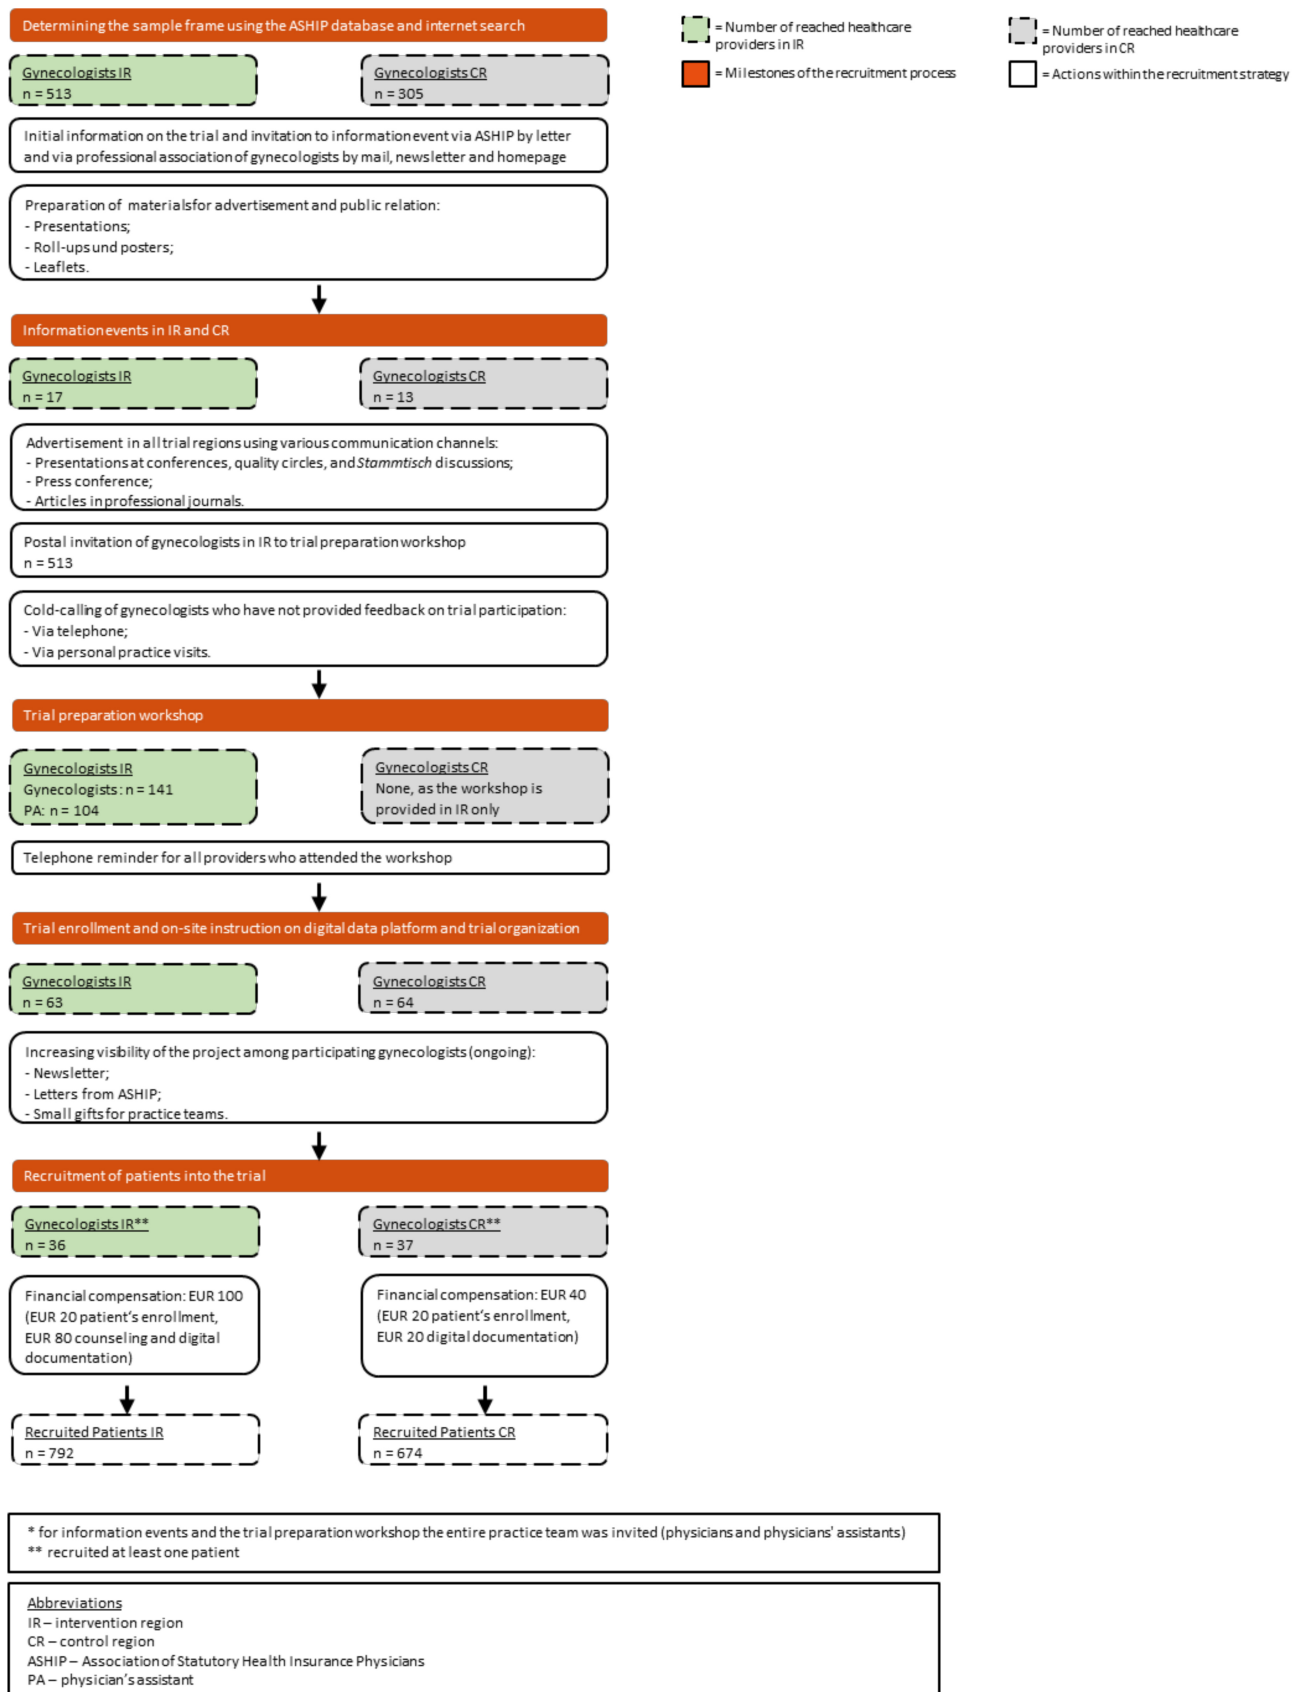 Determining the sample frame using the ASHIP database and internet search
= Number of reached healthcare
providers in IR
= Number of reached healthcare
providers in CR
= Milestones of the recruitment process
= Actions within the recruitment strategy
Gynecologists IR
n = 513
Gynecologists CR
n = 305
Initial information on the trial and invitation to information event via ASHIP by letter
and via professional association of gynecologists by mail, newsletter and homepage
Preparation of materials for advertisement and public relation:
- Presentations;
- Roll-ups und posters;
- Leaflets.
Information events in IR and CR
Gynecologists IR
n = 17
Gynecologists CR
n = 13
Advertisement in all trial regions using various communication channels:
- Presentations at conferences, quality circles, and Stammtisch discussions;
- Press conference;
- Articles in professional journals.
Postal invitation of gynecologists in IR to trial preparation workshop
n = 513
Cold-calling of gynecologists who have not provided feedback on trial participation:
- Via telephone;
- Via personal practice visits.
Trial preparation workshop
Gynecologists IR
Gynecologists: n = 141
PA: n = 104
Gynecologists CR
None, as the workshop is
provided in IR only
Telephone reminder for all providers who attended the workshop
Trial enrollment and on-site instruction on digital data platform and trial organization
Gynecologists IR
n = 63
Gynecologists CR
n = 64
Increasing visibility of the project among participating gynecologists (ongoing):
- Newsletter;
- Letters from ASHIP;
- Small gifts for practice teams.
Recruitment of patients into the trial
Gynecologists IR**
n = 36
Gynecologists CR**
n = 37
Financial compensation: EUR 100
(EUR 20 patient's enrollment,
EUR 80 counseling and digital
documentation)
Financial compensation: EUR 40
(EUR 20 patient's enrollment,
EUR 20 digital documentation)
Recruited Patients IR
n = 792
Recruited Patients CR
n = 674
* for information events and the trial preparation workshop the entire practice team was invited (physicians and physicians' assistants)
** recruited at least one patient
Abbreviations
IR – intervention region
CR – control region
ASHIP – Association of Statutory Health Insurance Physicians
PA – physician's assistant